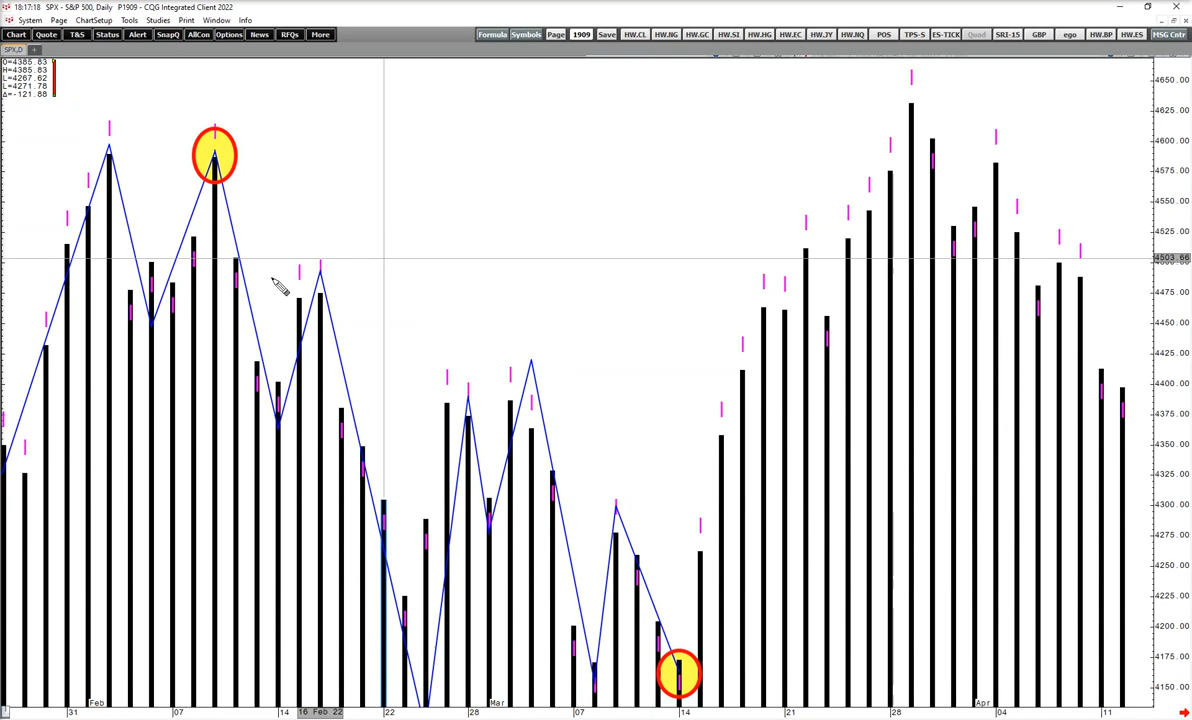 18:17:18 SPX - S&P 500, Daily P1909 - CQG Integrated Client 2022
System Page ChartSetup Tools Studies Print Window Info
Chart Quote T&S Status Alert SnapQ AllCon Options News RFQs More Formula Symbols Page 1909 Save HW.CL HW.NG HW.GC HW.SI HW.HG HW.EC HW.JY HW.NQ POS TPS-S ES-TICK Quad SRI-15 GBP ego HW.BP HW.ES MSG Cntr
SPX,D +
O=4385.83
H=4385.83
L=4267.62
L=4271.78
Δ=-121.88
4650.00
4625.00
4600.00
4575.00
4550.00
4525.00
4503.66
4475.00
4450.00
4425.00
4400.00
4375.00
4350.00
4325.00
4300.00
4275.00
4250.00
4225.00
4200.00
4175.00
4150.00
Feb Mar Apr
31 07 14 16 Feb 22 22 28 07 14 21 28 04 11